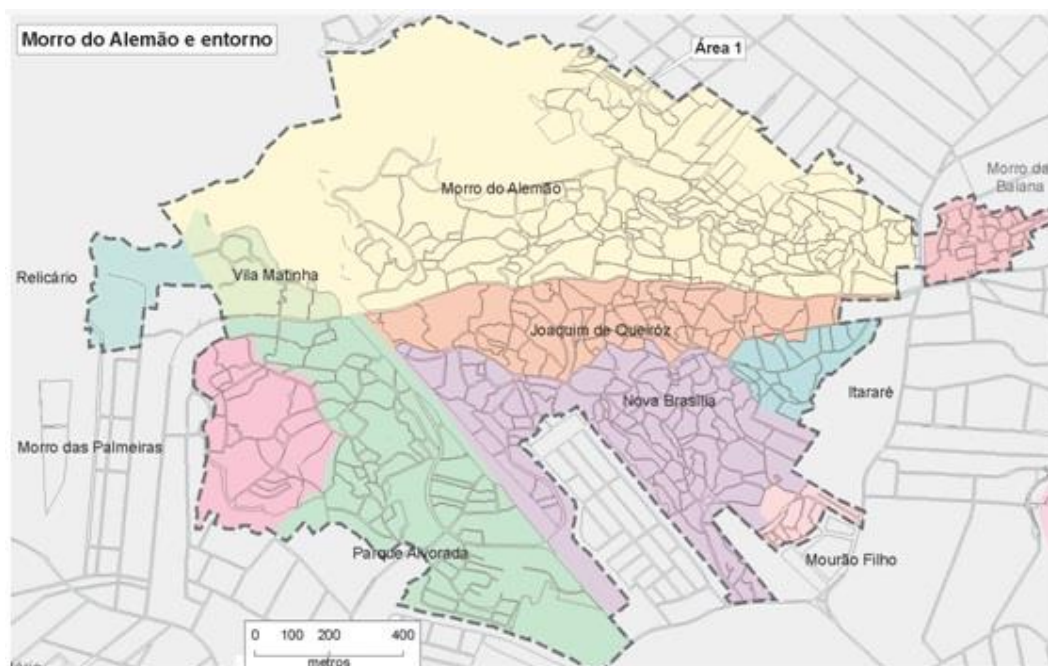 Morro do Alemão e entorno
Área 1
Morro da
Baiana
Morro do Alemão
Relicário
Vila Matinha
Joaquim de Queiróz
Nova Brasília
Itararé
Morro das Palmeiras
Parque Alvorada
Mourão Filho
0 100 200 400
metros